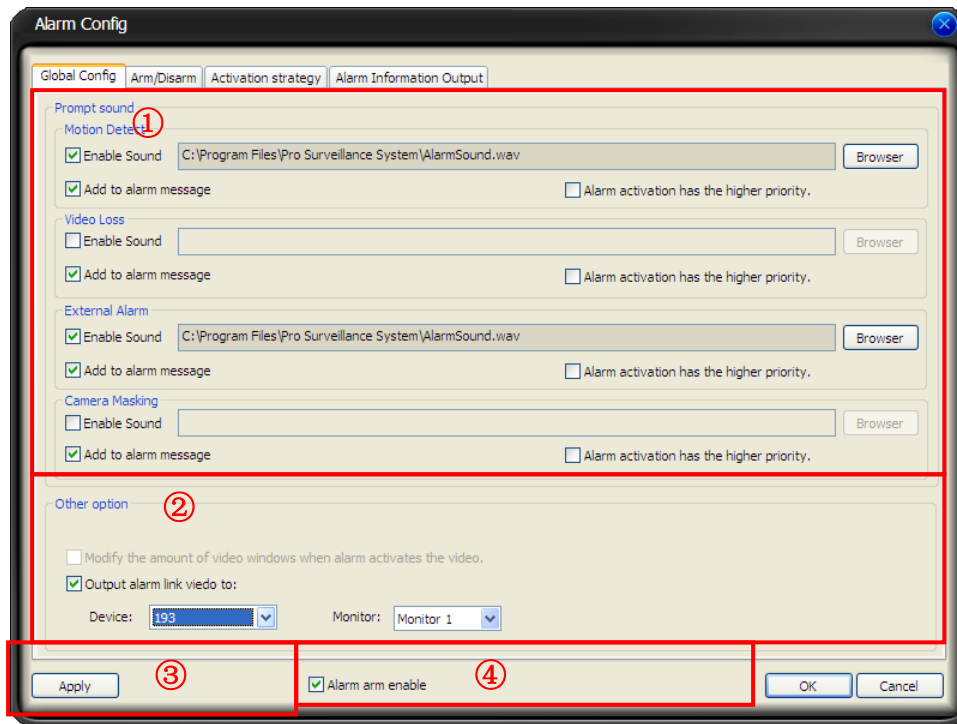 Alarm Config
Global Config Arm/Disarm Activation strategy Alarm Information Output
Prompt sound
①
Motion Detect
Enable Sound C:\Program Files\Pro Surveillance System\AlarmSound.wav Browser
Add to alarm message Alarm activation has the higher priority.
Video Loss
Enable Sound Browser
Add to alarm message Alarm activation has the higher priority.
External Alarm
Enable Sound C:\Program Files\Pro Surveillance System\AlarmSound.wav Browser
Add to alarm message Alarm activation has the higher priority.
Camera Masking
Enable Sound Browser
Add to alarm message Alarm activation has the higher priority.
Other option ②
Modify the amount of video windows when alarm activates the video.
Output alarm link viedo to:
Device: 193 Monitor: Monitor 1
③ ④
Apply Alarm arm enable OK Cancel